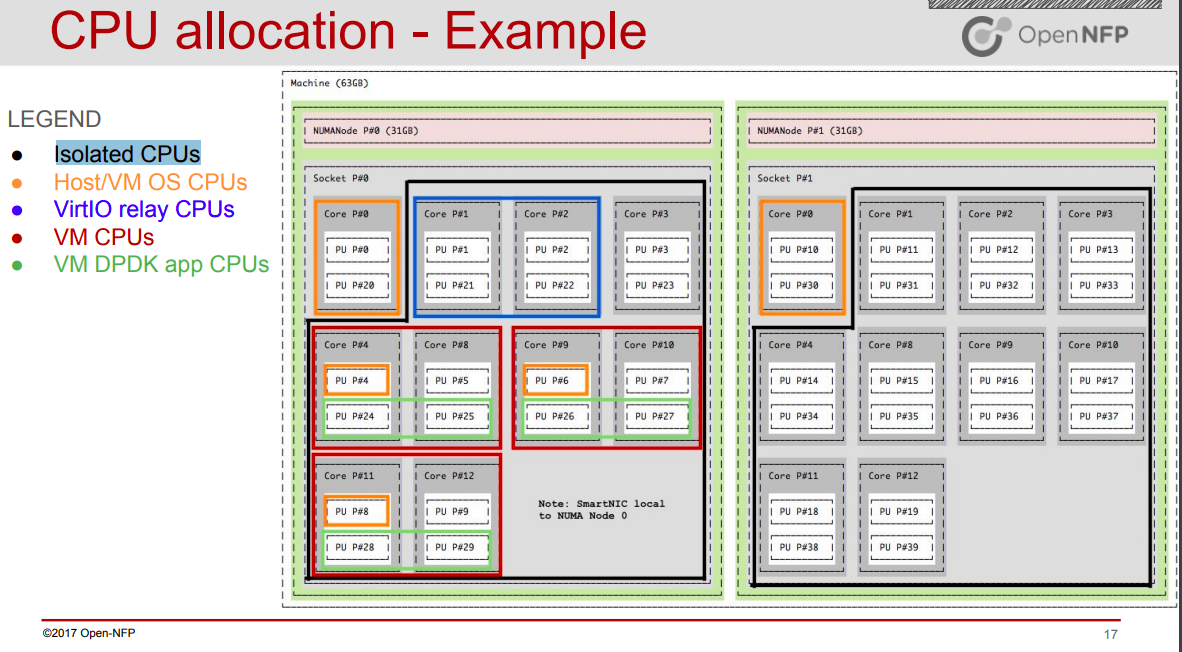 CPU allocation - Example
OpenNFP
LEGEND
Isolated CPUs
Host/VM OS CPUs
VirtIO relay CPUs
VM CPUs
VM DPDK app CPUs
Machine (63GB)
NUMANode P#0 (31GB)
Socket P#0
Core P#0 Core P#1 Core P#2 Core P#3
PU P#0 PU P#1 PU P#2 PU P#3
PU P#20 PU P#21 PU P#22 PU P#23
Core P#4 Core P#8 Core P#9 Core P#10
PU P#4 PU P#5 PU P#6 PU P#7
PU P#24 PU P#25 PU P#26 PU P#27
Core P#11 Core P#12
PU P#8 PU P#9
PU P#28 PU P#29
Note: SmartNIC local
to NUMA Node 0
NUMANode P#1 (31GB)
Socket P#1
Core P#0 Core P#1 Core P#2 Core P#3
PU P#10 PU P#11 PU P#12 PU P#13
PU P#30 PU P#31 PU P#32 PU P#33
Core P#4 Core P#8 Core P#9 Core P#10
PU P#14 PU P#15 PU P#16 PU P#17
PU P#34 PU P#35 PU P#36 PU P#37
Core P#11 Core P#12
PU P#18 PU P#19
PU P#38 PU P#39
©2017 Open-NFP
17